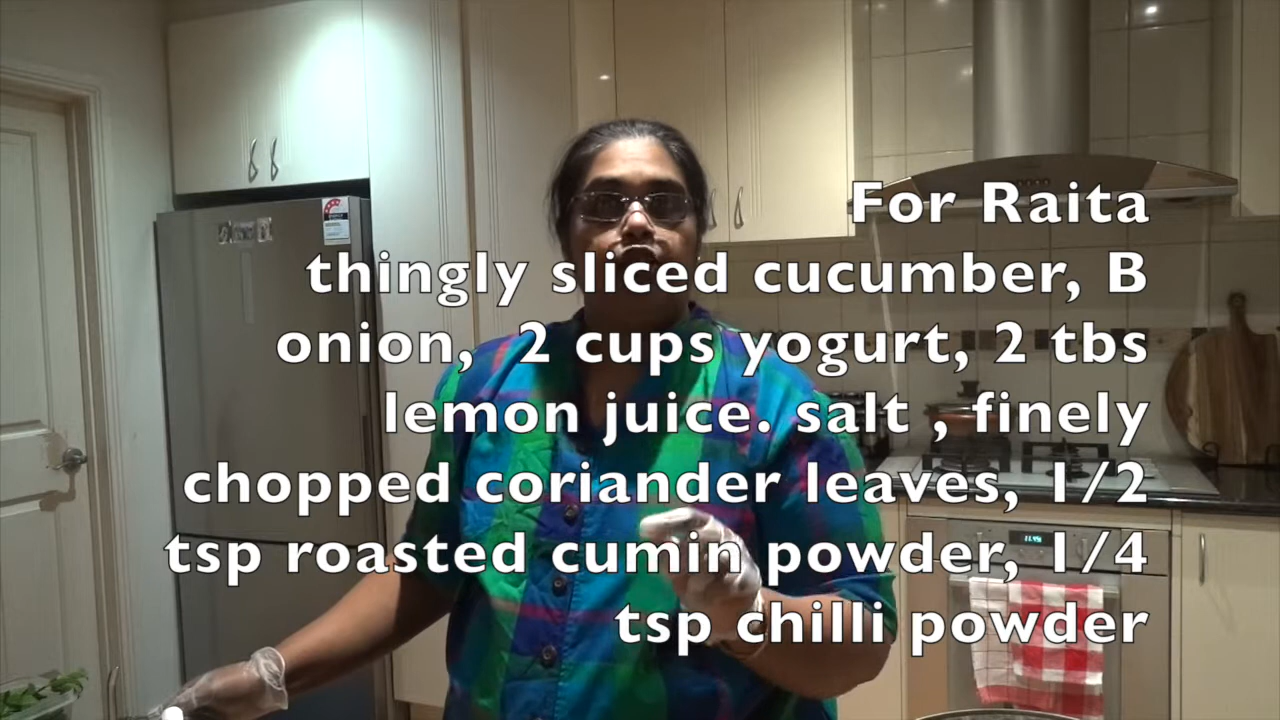 For Raita
thingly sliced cucumber, B
onion, 2 cups yogurt, 2 tbs
lemon juice. salt , finely
chopped coriander leaves, 1/2
tsp roasted cumin powder, 1/4
tsp chilli powder